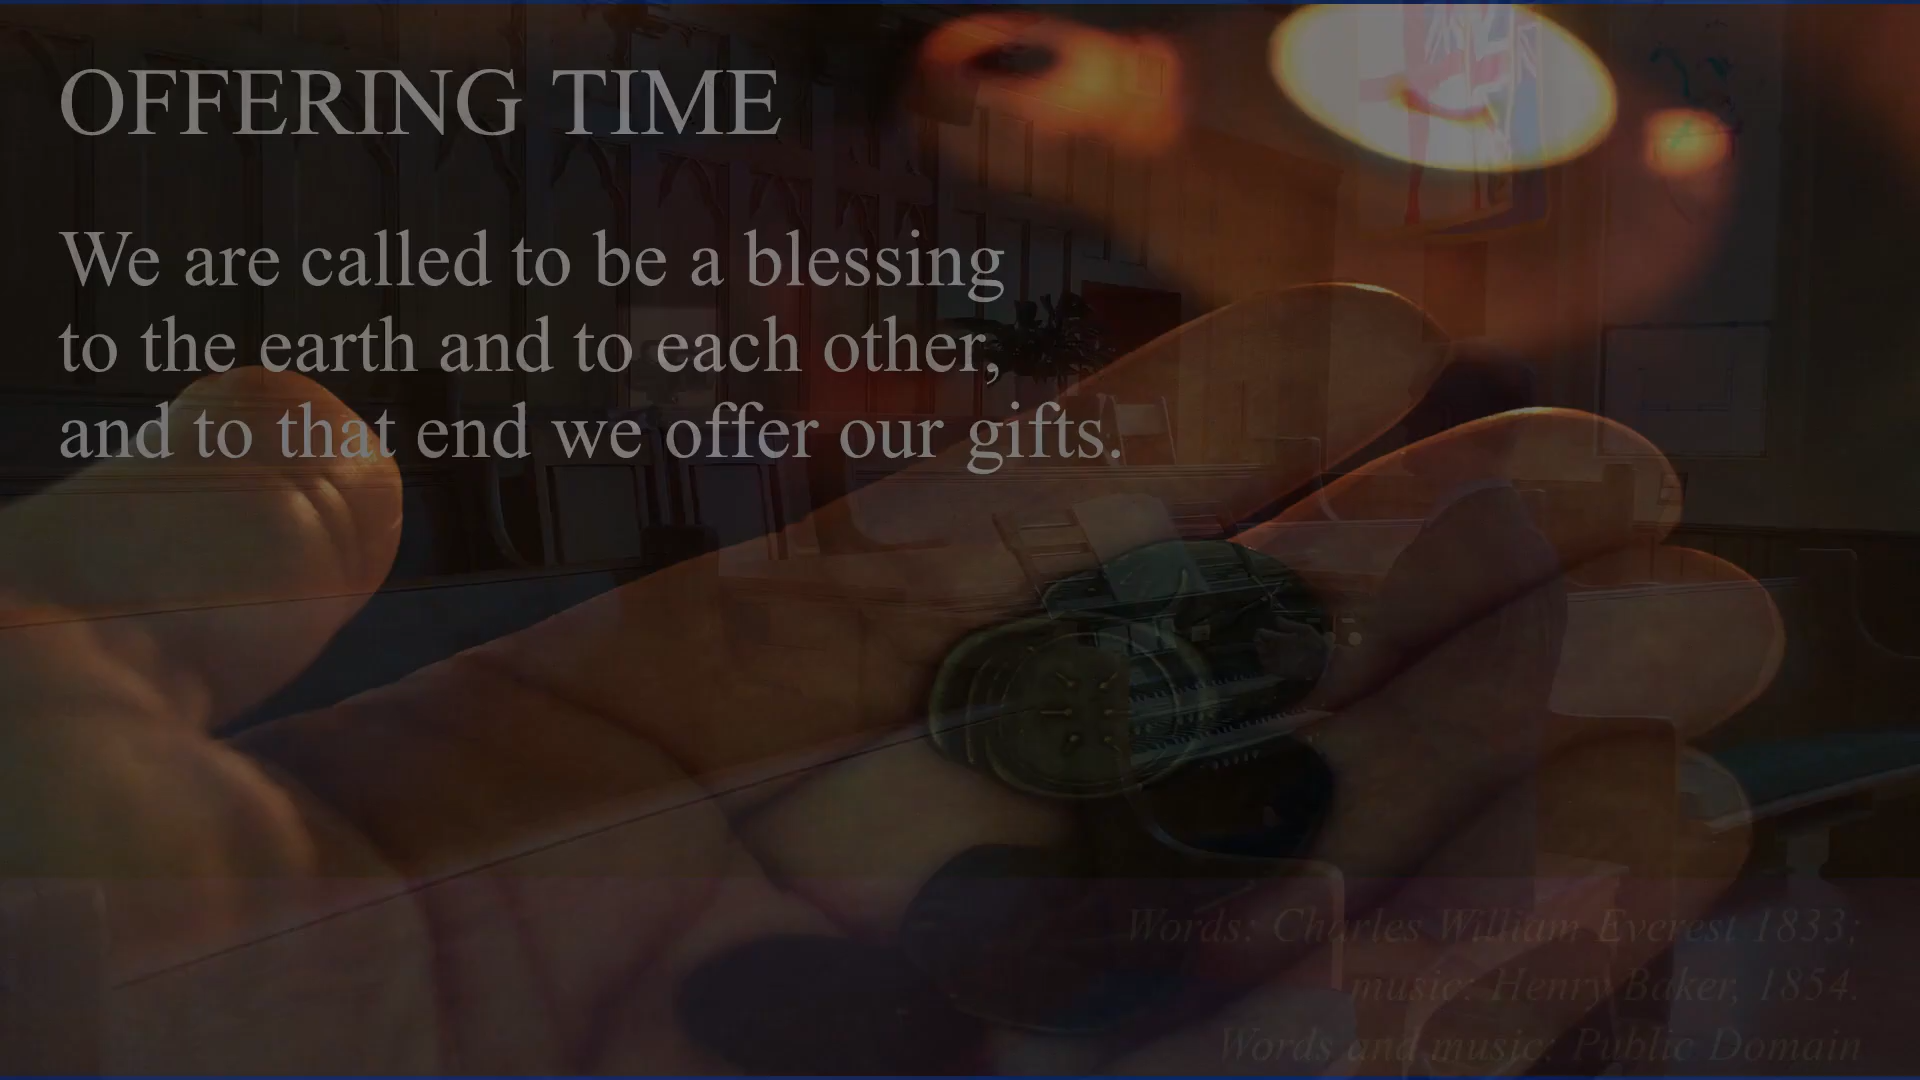 OFFERING TIME
We are called to be a blessing
to the earth and to each other,
and to that end we offer our gifts.
Words: Charles William Everest 1833;
music: Henry Baker, 1854.
Words and music: Public Domain